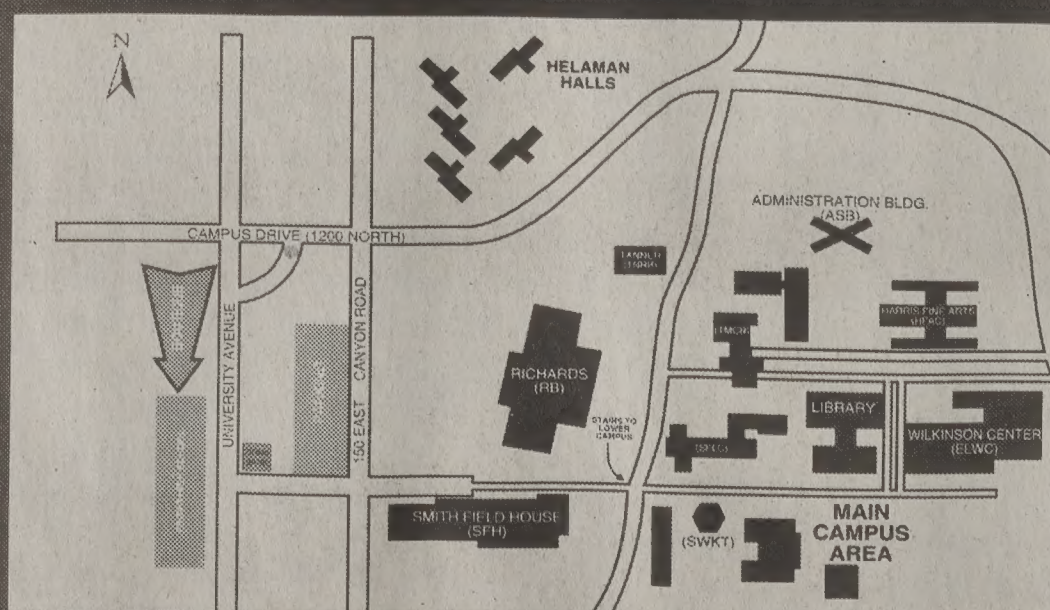 N
HELAMAN
HALLS
ADMINISTRATION BLDG.
(ASB)
CAMPUS DRIVE (1200 NORTH)
TANNER
HARRIS FINE ARTS
(HFAC)
UNIVERSITY AVENUE
150 EAST CANYON ROAD
RICHARDS
(RB)
STAIRS TO
LOWER
CAMPUS
LIBRARY
WILKINSON CENTER
(ELWC)
SMITH FIELD HOUSE
(SFH)
(SWKT)
MAIN
CAMPUS
AREA